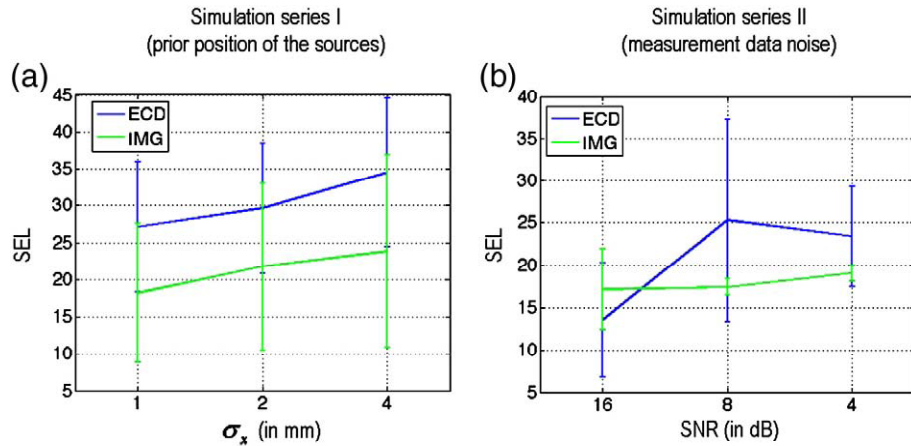 Simulation series I
(prior position of the sources)
Simulation series II
(measurement data noise)
(a)
ECD
IMG
SEL
45
40
35
30
25
20
15
10
5
1
2
4
σx (in mm)
(b)
ECD
IMG
SEL
40
35
30
25
20
15
10
5
16
8
4
SNR (in dB)